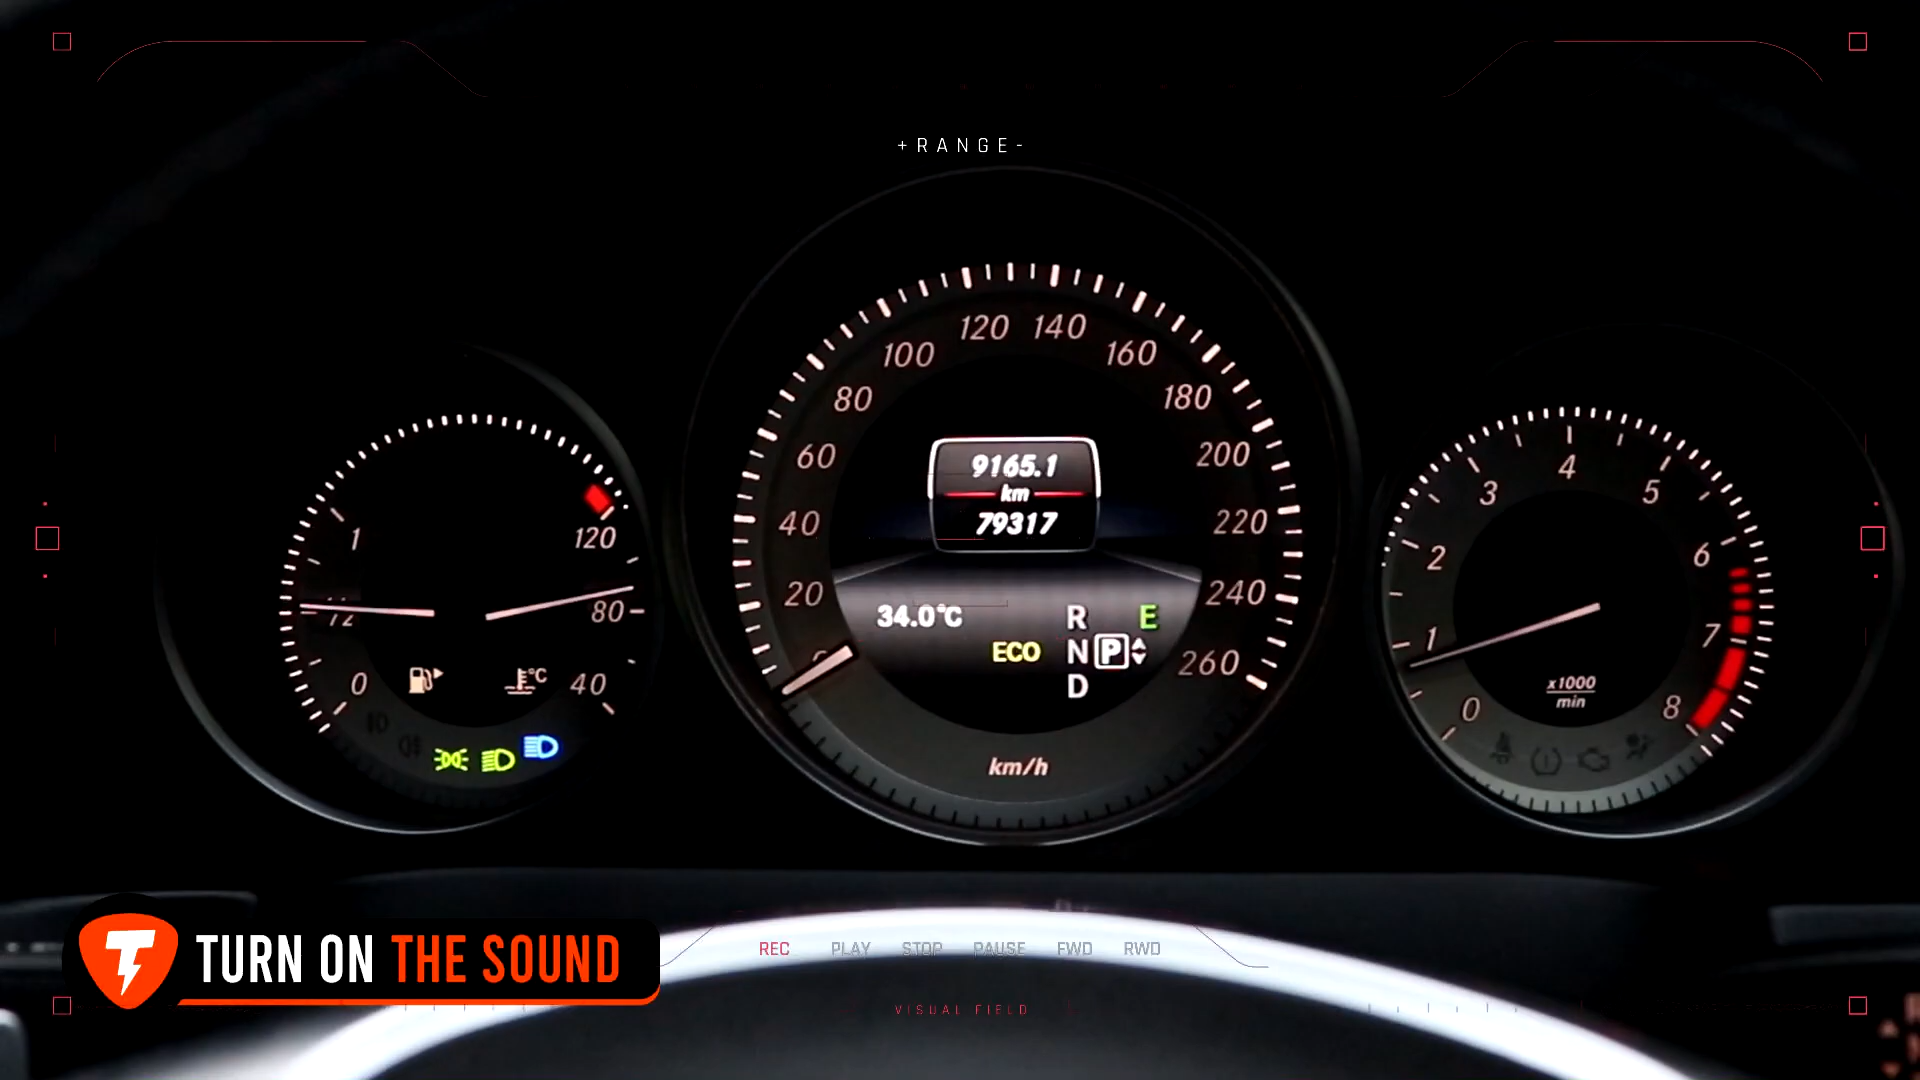 +RANGE-
120 140
100 160
80 180
60 200
40 220
20 240
260
km/h
9165.1
km
79317
34.0°C
R E
ECO N P
D
1 120
80
0 °C 40
4
3 5
2 6
1 7
0 8
x1000
min
TURN ON THE SOUND
REC PLAY STOP PAUSE FWD RWD
VISUAL FIELD